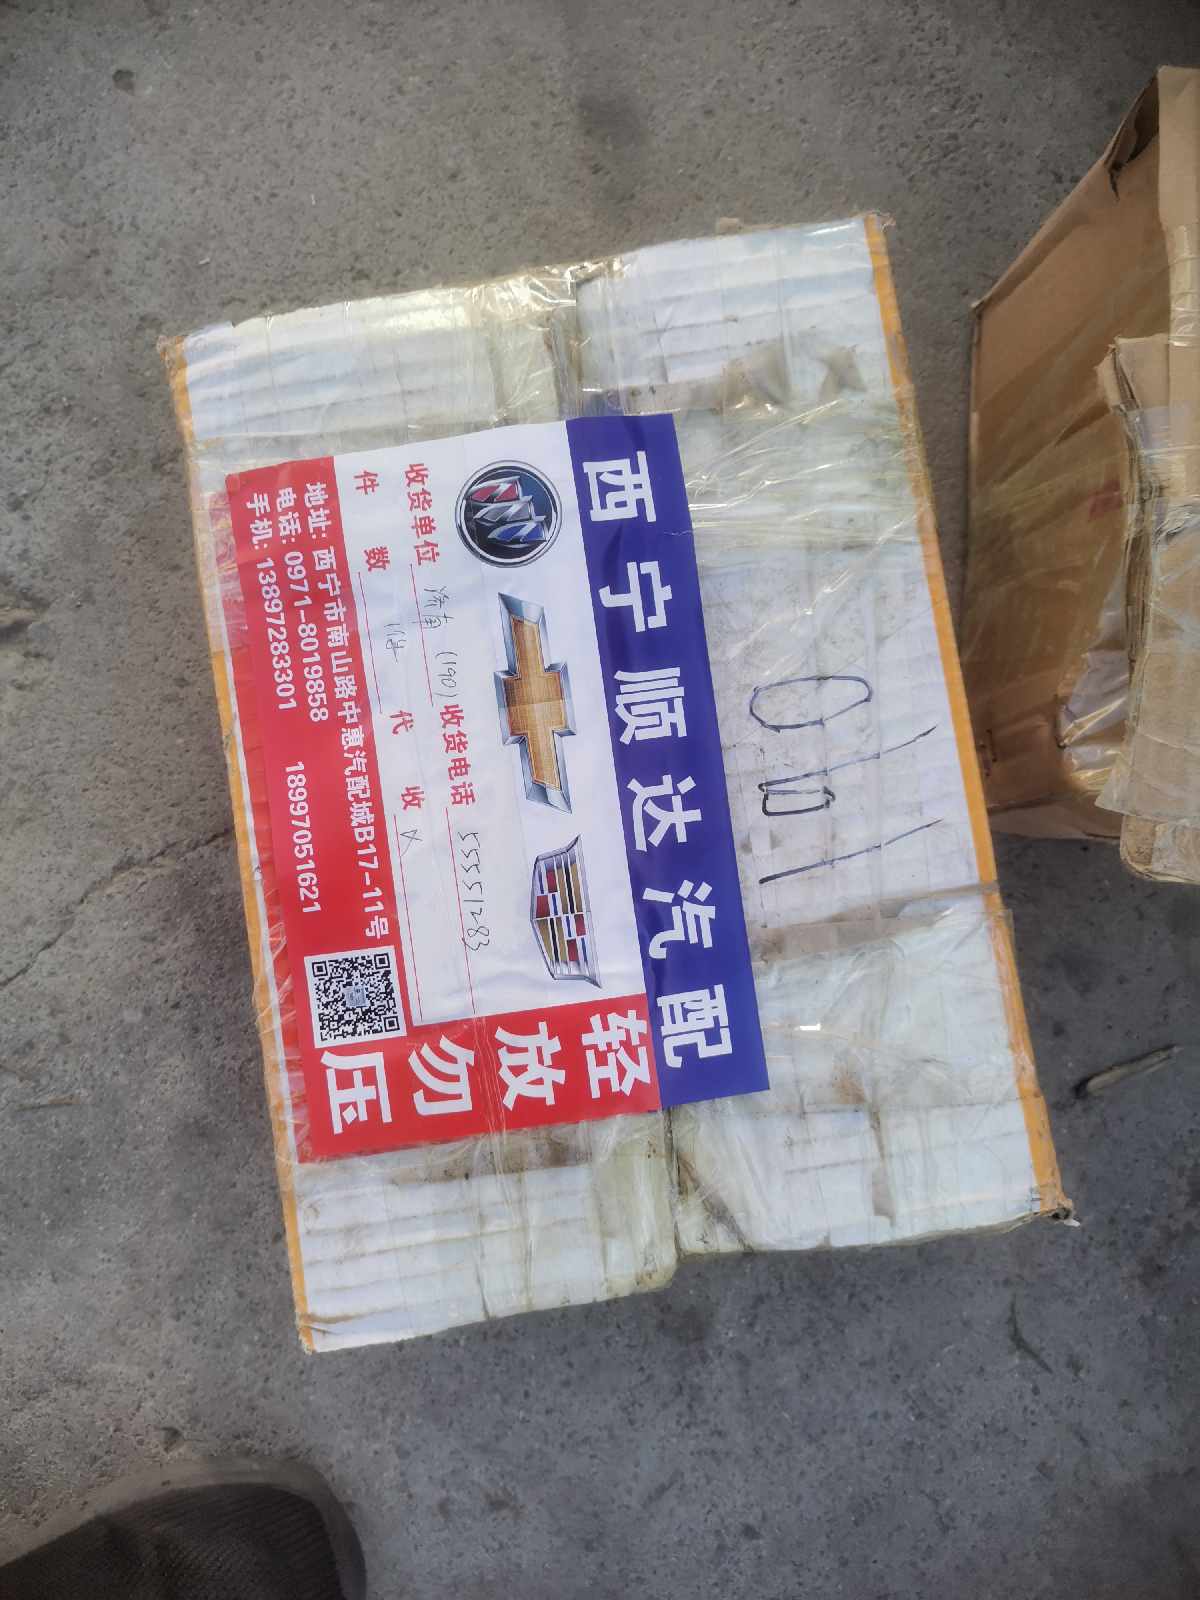 西宁顺达汽配
收货单位 济南(190) 收货电话 55551283
件数 1件 代收 X
轻放勿压
地址: 西宁市南山路中惠汽配城B17-11号
电话: 0971-8019858
手机: 13897283301 18997051621